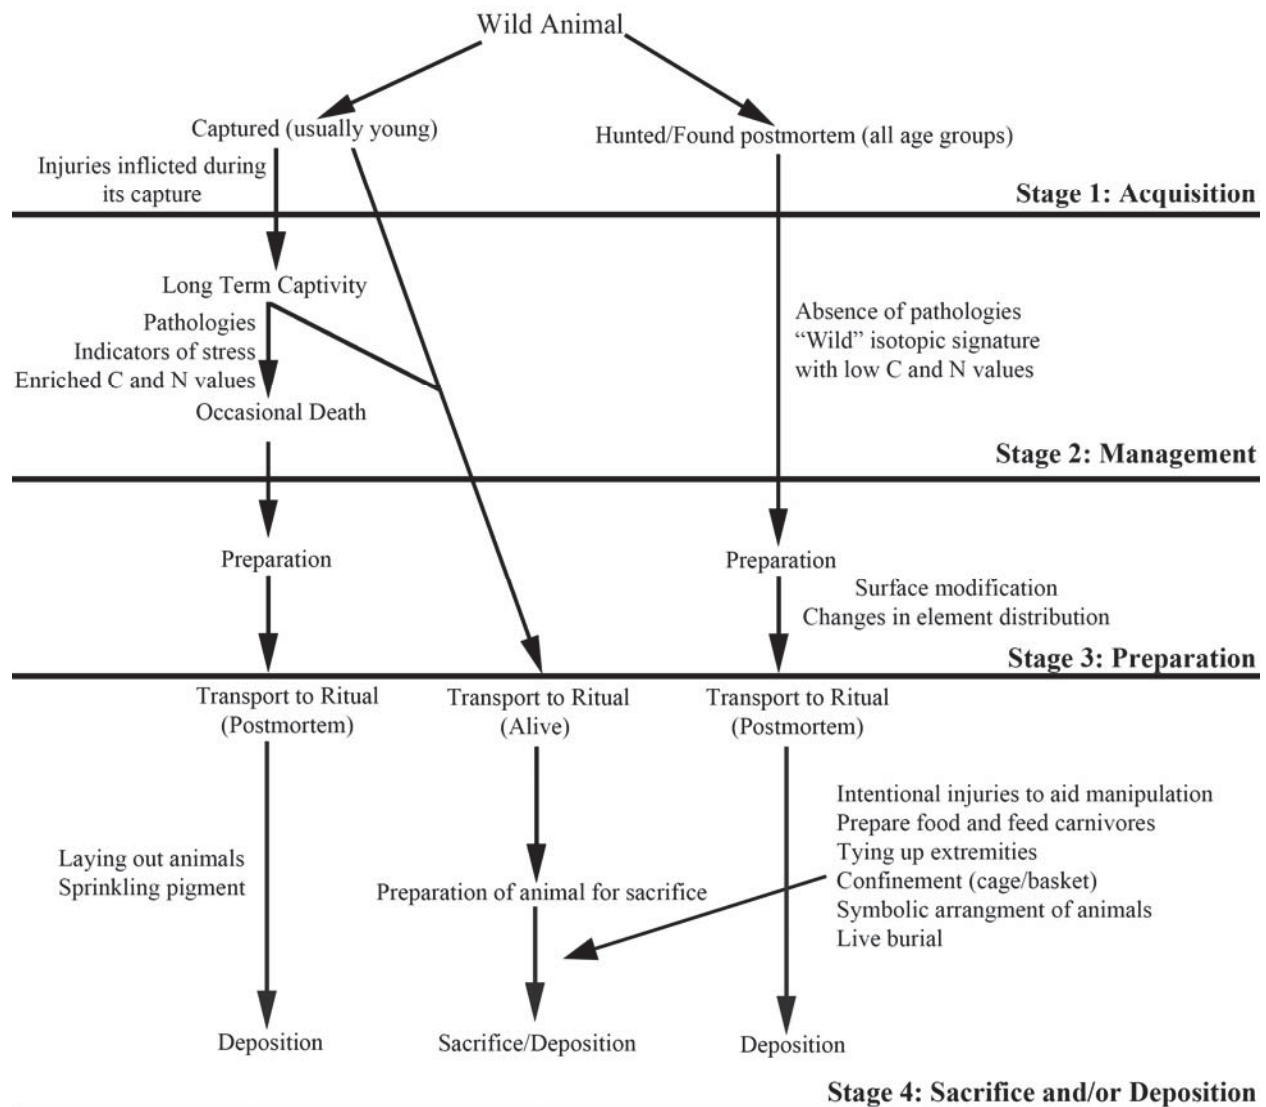 Wild Animal
Captured (usually young)
Hunted/Found postmortem (all age groups)
Injuries inflicted during
its capture
Stage 1: Acquisition
Long Term Captivity
Pathologies
Indicators of stress
Enriched C and N values
Occasional Death
Absence of pathologies
“Wild” isotopic signature
with low C and N values
Stage 2: Management
Preparation
Preparation
Surface modification
Changes in element distribution
Stage 3: Preparation
Transport to Ritual
(Postmortem)
Transport to Ritual
(Alive)
Transport to Ritual
(Postmortem)
Laying out animals
Sprinkling pigment
Preparation of animal for sacrifice
Intentional injuries to aid manipulation
Prepare food and feed carnivores
Tying up extremities
Confinement (cage/basket)
Symbolic arrangment of animals
Live burial
Deposition
Sacrifice/Deposition
Deposition
Stage 4: Sacrifice and/or Deposition